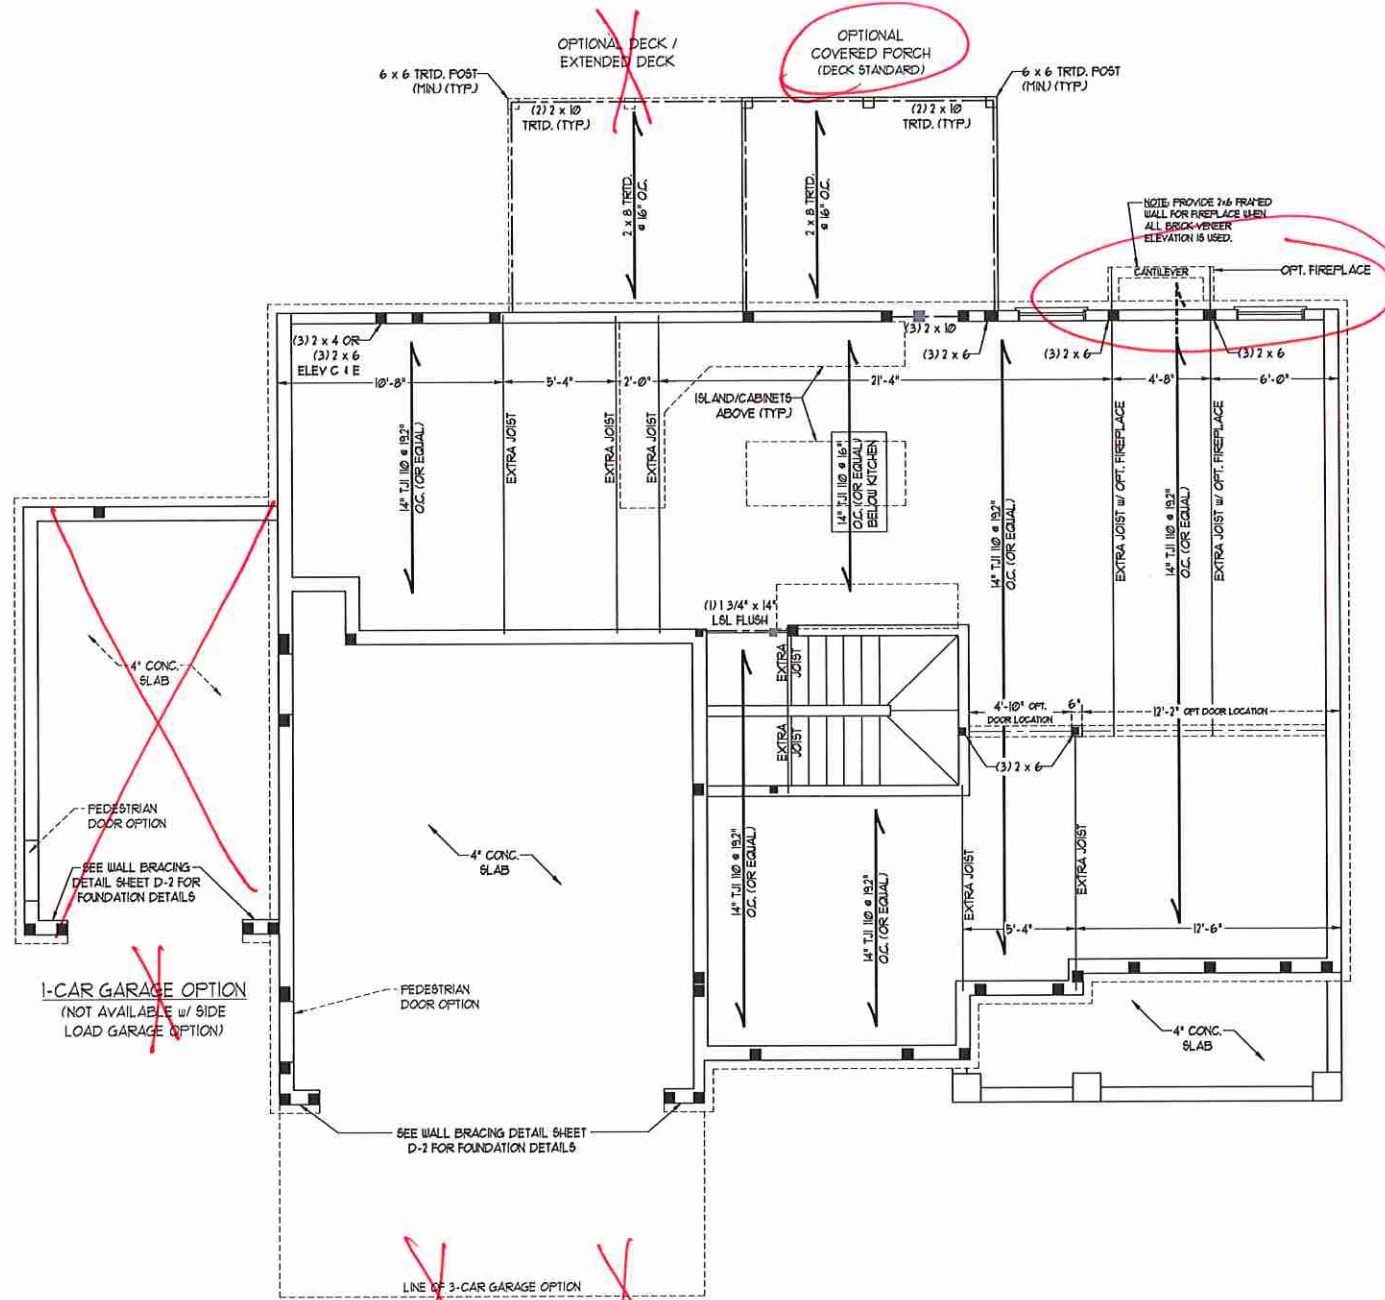 OPTIONAL DECK /
EXTENDED DECK
OPTIONAL
COVERED PORCH
(DECK STANDARD)
6 x 6 TRTD. POST
(MIN.) (TYP.)
6 x 6 TRTD. POST
(MIN.) (TYP.)
(2) 2 x 10
TRTD. (TYP.)
(2) 2 x 10
TRTD. (TYP.)
2 x 8 TRTD.
@ 16" O.C.
2 x 8 TRTD.
@ 16" O.C.
NOTE: PROVIDE 2x6 FRAMED
WALL FOR FIREPLACE WHEN
ALL BRICK VENEER
ELEVATION IS USED.
CANTILEVER
OPT. FIREPLACE
(3) 2 x 4 OR
(3) 2 x 6
ELEV C & E
(3) 2 x 10
(3) 2 x 6
(3) 2 x 6
(3) 2 x 6
10'-8"
5'-4"
2'-0"
21'-4"
4'-8"
6'-0"
ISLAND/CABINETS
ABOVE (TYP.)
14" TJI 110 @ 19.2"
O.C. (OR EQUAL)
EXTRA JOIST
EXTRA JOIST
EXTRA JOIST
14" TJI 110 @ 16"
O.C. (OR EQUAL)
BELOW KITCHEN
14" TJI 110 @ 19.2"
O.C. (OR EQUAL)
EXTRA JOIST w/ OPT. FIREPLACE
14" TJI 110 @ 19.2"
O.C. (OR EQUAL)
EXTRA JOIST w/ OPT. FIREPLACE
(1) 1 3/4" x 14"
LSL FLUSH
EXTRA
JOIST
EXTRA
JOIST
4" CONC.
SLAB
4'-10" OPT.
DOOR LOCATION
6"
12'-2" OPT DOOR LOCATION
(3) 2 x 6
PEDESTRIAN
DOOR OPTION
SEE WALL BRACING
DETAIL SHEET D-2 FOR
FOUNDATION DETAILS
4" CONC.
SLAB
14" TJI 110 @ 19.2"
O.C. (OR EQUAL)
14" TJI 110 @ 19.2"
O.C. (OR EQUAL)
EXTRA JOIST
EXTRA JOIST
5'-4"
12'-6"
1-CAR GARAGE OPTION
(NOT AVAILABLE w/ SIDE
LOAD GARAGE OPTION)
PEDESTRIAN
DOOR OPTION
4" CONC.
SLAB
SEE WALL BRACING DETAIL SHEET
D-2 FOR FOUNDATION DETAILS
LINE OF 3-CAR GARAGE OPTION